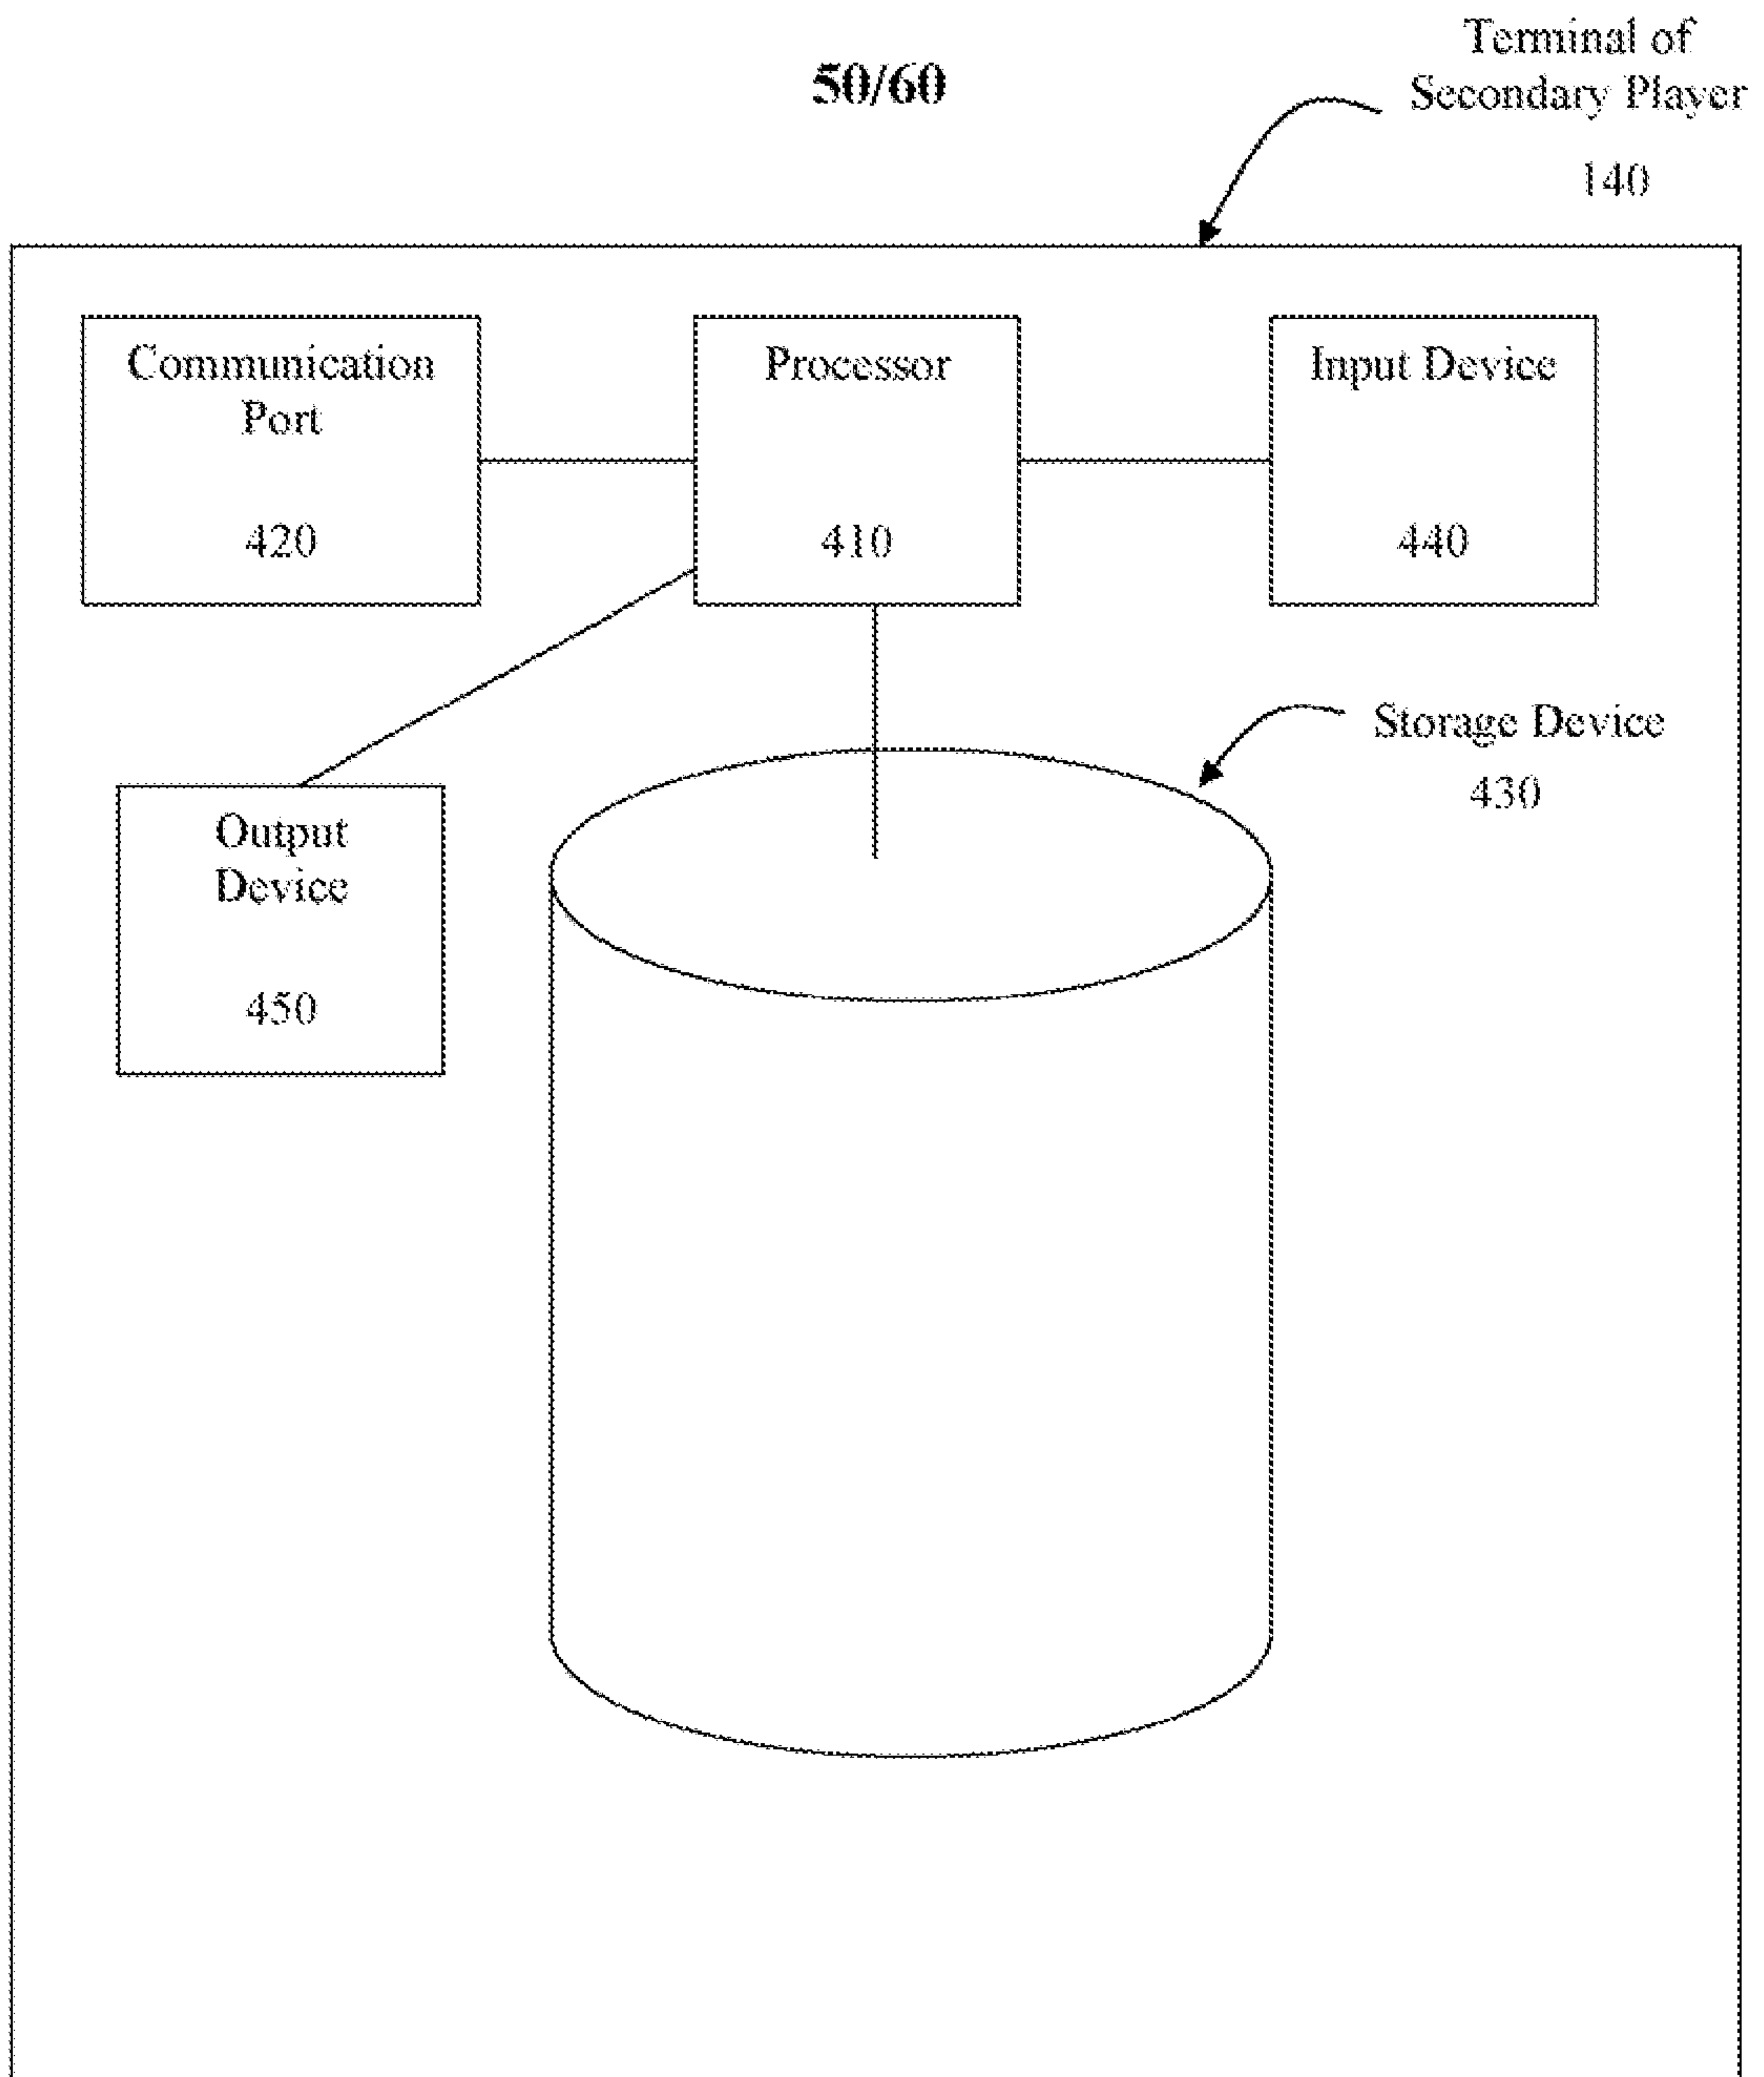 50/60
Terminal of
Secondary Player
140
Communication
Port
420
Processor
410
Input Device
440
Storage Device
430
Output
Device
450